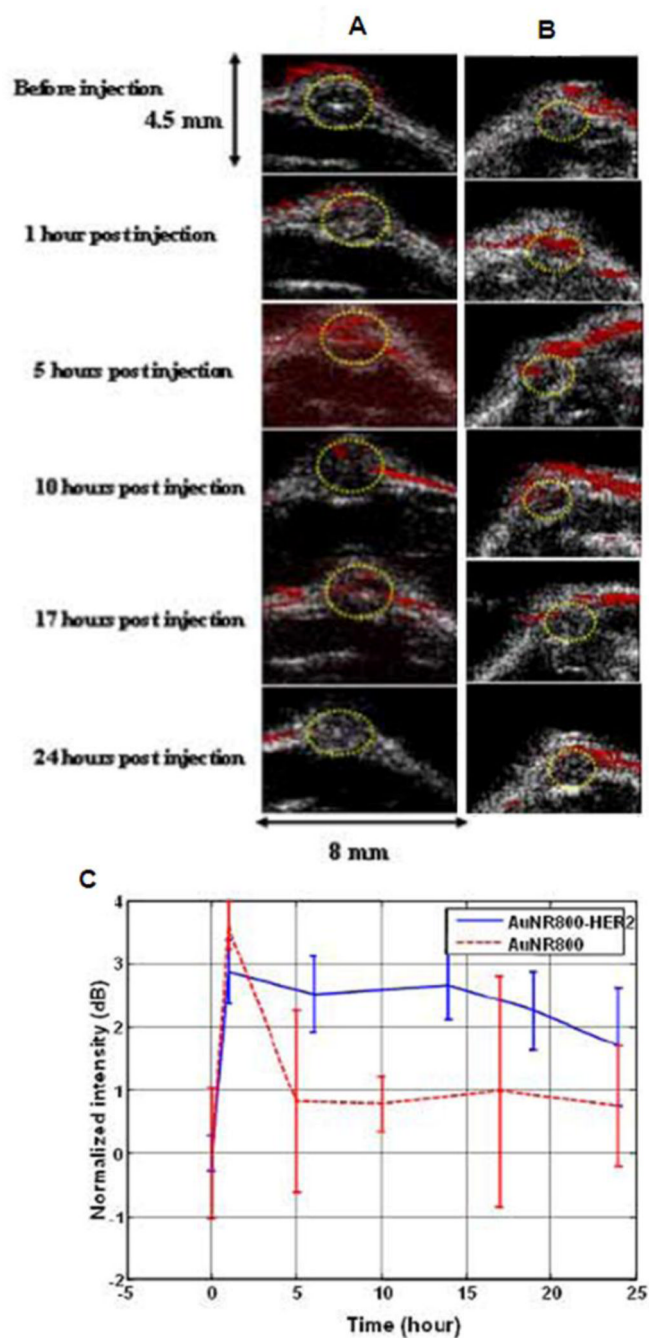 A B
Before injection
4.5 mm
1 hour post injection
5 hours post injection
10 hours post injection
17 hours post injection
24 hours post injection
8 mm
C
4
3
2
1
0
-1
-2
-5 0 5 10 15 20 25
Normalized intensity (dB)
Time (hour)
AuNR800-HER2
AuNR800